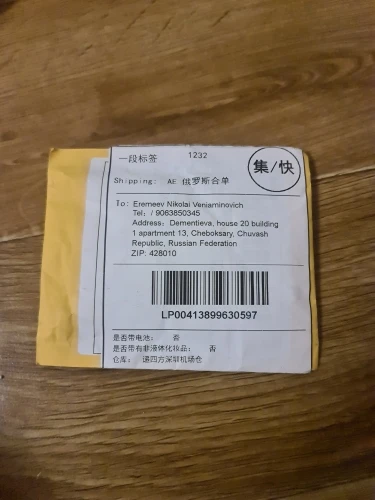 一段标签 1232
集/快
Shipping: AE 俄罗斯合单
To: Eremeev Nikolai Veniaminovich
Tel: / 9063850345
Address: Dementieva, house 20 building
1 apartment 13, Cheboksary, Chuvash
Republic, Russian Federation
ZIP: 428010
LP00413899630597
是否带电池: 否
是否带有非液体化妆品: 否
仓库: 递四方深圳机场仓